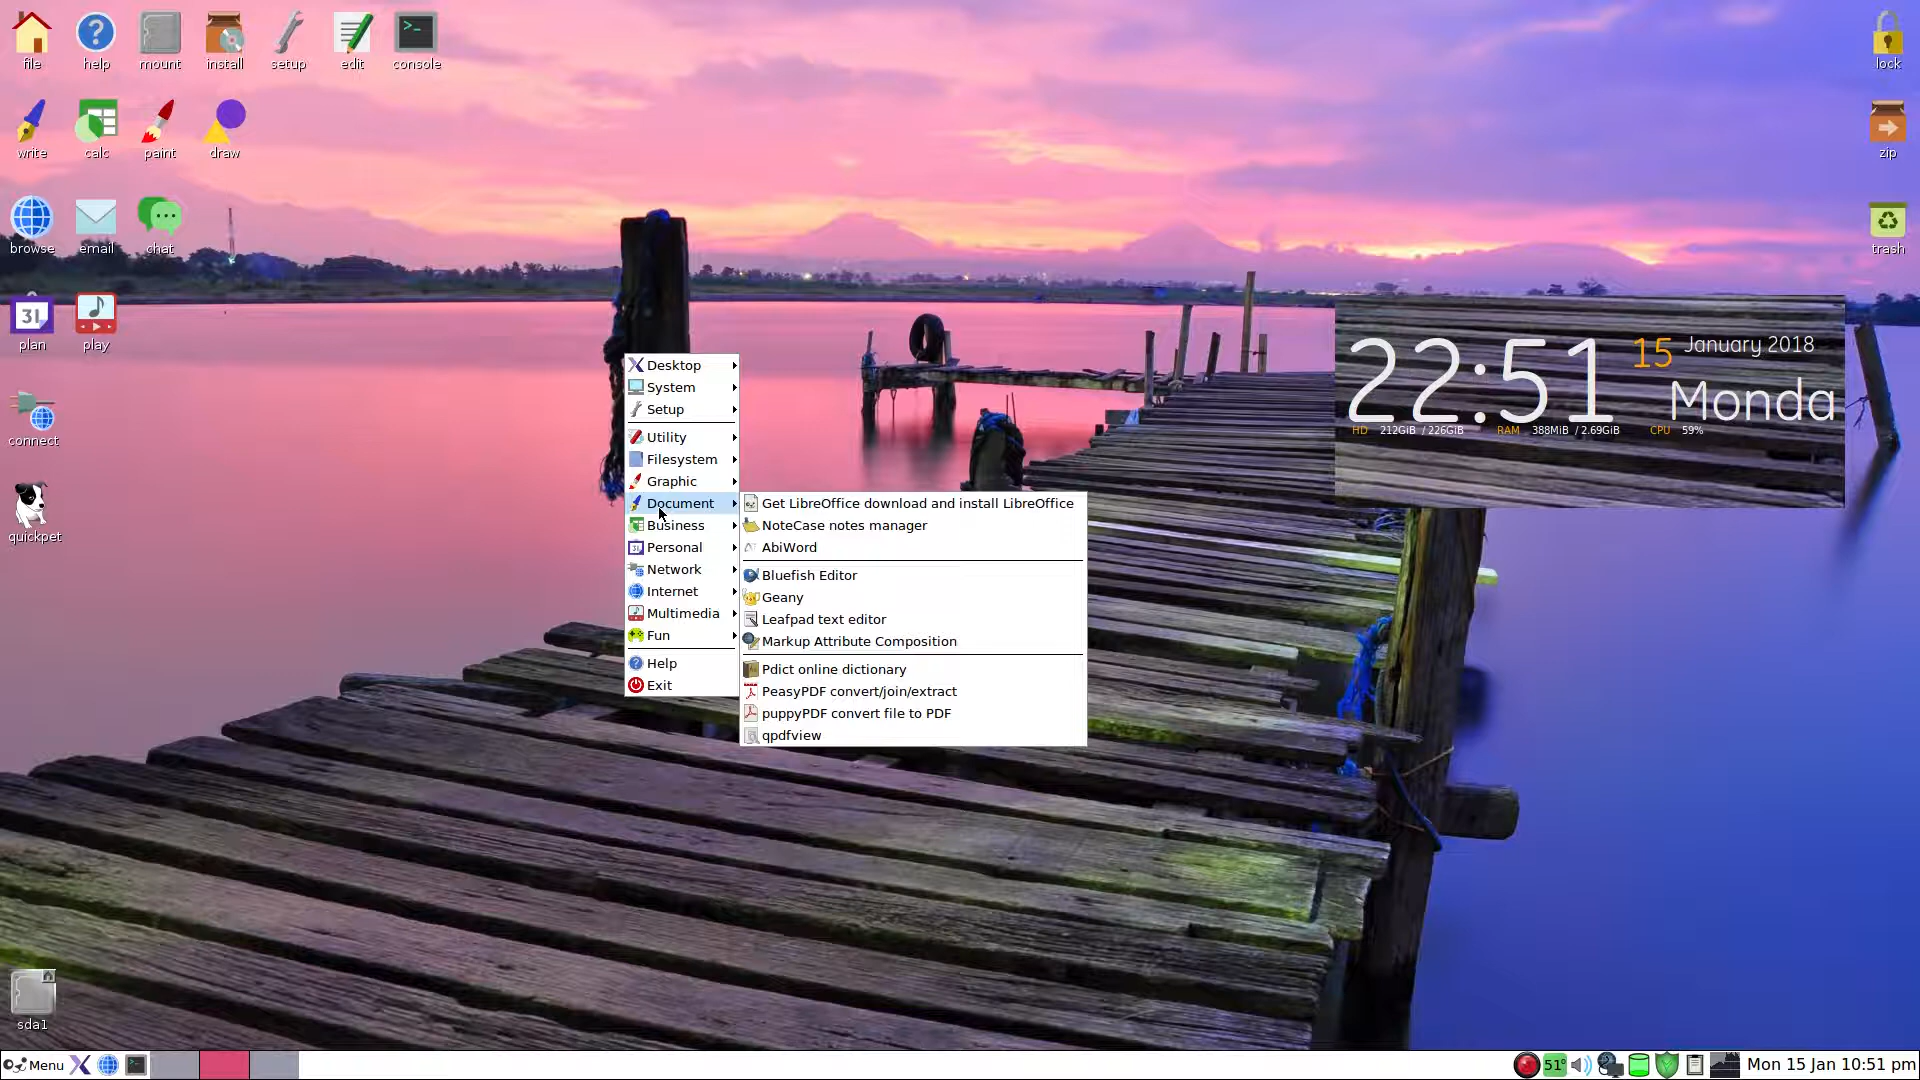 file help mount install setup edit console lock
write calc paint draw zip
browse email chat trash
31
plan play
connect
quickpet
sda1
22:51 15 January 2018
Monda
HD 212GiB / 226GiB RAM 388MiB / 2.69GiB CPU 59%
Desktop
System
Setup
Utility
Filesystem
Graphic
Document
Business
Personal
Network
Internet
Multimedia
Fun
Help
Exit
Get LibreOffice download and install LibreOffice
NoteCase notes manager
AbiWord
Bluefish Editor
Geany
Leafpad text editor
Markup Attribute Composition
Pdict online dictionary
PeasyPDF convert/join/extract
puppyPDF convert file to PDF
qpdfview
Menu 51° Mon 15 Jan 10:51 pm